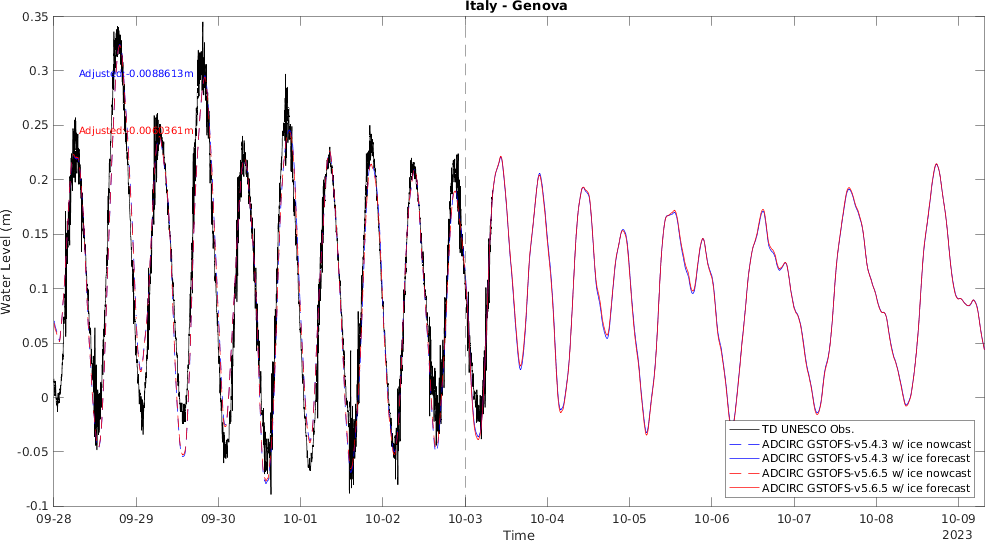 Italy - Genova
0.35
0.3
0.25
0.2
0.15
0.1
0.05
0
-0.05
-0.1
Water Level (m)
Adjusted:-0.0088613m
09-28
09-29
09-30
10-01
10-02
10-03
10-04
10-05
10-06
10-07
10-08
10-09
2023
Time
TD UNESCO Obs.
ADCIRC GSTOFS-v5.4.3 w/ ice nowcast
ADCIRC GSTOFS-v5.4.3 w/ ice forecast
ADCIRC GSTOFS-v5.6.5 w/ ice nowcast
ADCIRC GSTOFS-v5.6.5 w/ ice forecast